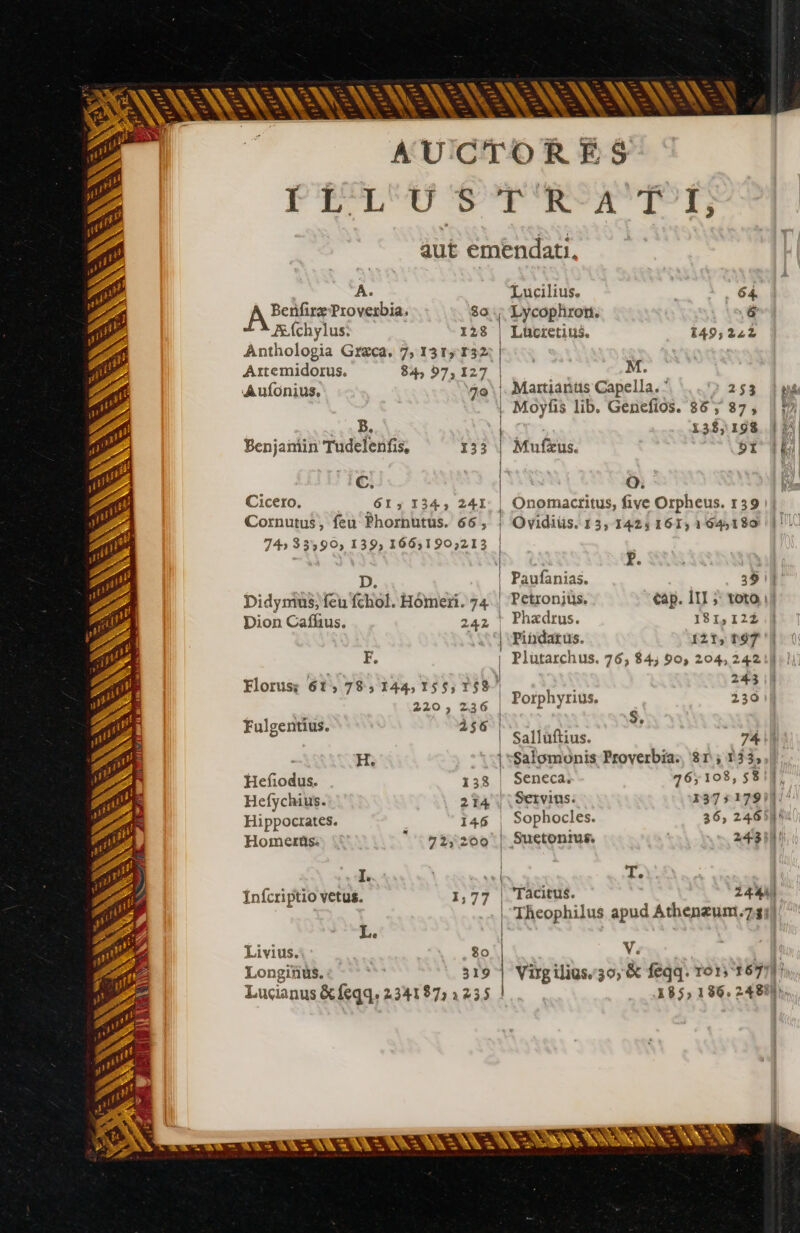 AUCTORES
ILLUSTRATI,
aut emendati.
A.
ABenſiræ Proverbia. 80
Æſchylus. 128
Anthologia Græca. 7, 131, 132
Artemidorus. 84, 97, 127
Auſonius. 70
B.
Benjamin Tudelenſis, 133
C.
Cicero. 61, 134, 241
Cornutus, ſeu Phornutus. 66,
74, 83, 90, 139, 166, 190, 213
D.
Didymus, ſeu ſchol. Homeri. 74
Dion Caſſius. 242
F.
Florus; 61, 78, 144, 155, 158
220, 236
Fulgentius. 256
H.
Heſiodus. 138
Heſychius. 214
Hippocrates. 146
Homerus. 72, 200
I.
Inſcriptio vetus. 1, 77
L.
Livius. 80
Longinus. 319
Lucianus & ſeqq, 234 187, 235
Lucilius. 64
Lycophron. 6
Lucretius. 149, 242
M.
Martianus Capella. 253
Moyſis lib. Geneſios. 86, 87,
138, 198
Muſæus. 91
O.
Onomacritus, ſive Orpheus. 139
Ovidius. 13, 142, 161, 164, 180
P.
Pauſanias. 39
Petronius. cap. III, toto
Phædrus. 181, 122
Pindarus. 121, 197
Plutarchus. 76, 84, 90, 204, 242
243
Porphyrius. 230
S.
Salluſtius. 74
Salomonis Proverbia. 81, 133,
Seneca. 76, 108, 58
Servius. 137, 179
Sophocles. 36, 246
Suetonius. 243
T.
Tacitus. 244
Theophilus apud Athenæum. 78
V.
Virgilius. 30, & ſeqq. 101, 167
185, 186. 248